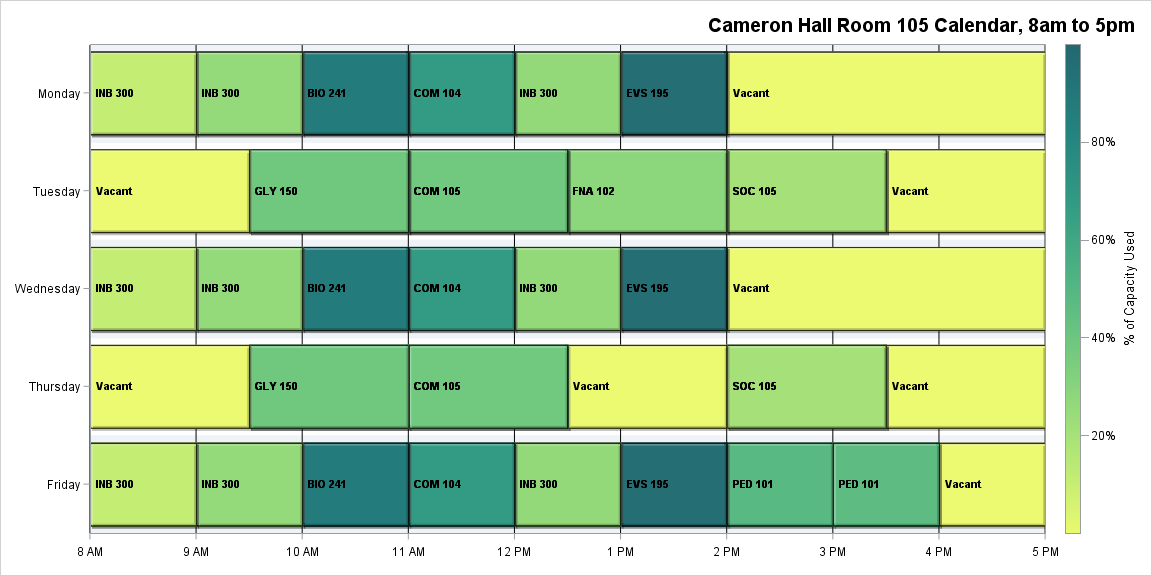 Cameron Hall Room 105 Calendar, 8am to 5pm
Monday
INB 300
INB 300
BIO 241
COM 104
INB 300
EVS 195
Vacant
Tuesday
Vacant
GLY 150
COM 105
FNA 102
SOC 105
Vacant
Wednesday
INB 300
INB 300
BIO 241
COM 104
INB 300
EVS 195
Vacant
Thursday
Vacant
GLY 150
COM 105
Vacant
SOC 105
Vacant
Friday
INB 300
INB 300
BIO 241
COM 104
INB 300
EVS 195
PED 101
PED 101
Vacant
8 AM
9 AM
10 AM
11 AM
12 PM
1 PM
2 PM
3 PM
4 PM
5 PM
80%
60%
40%
20%
% of Capacity Used